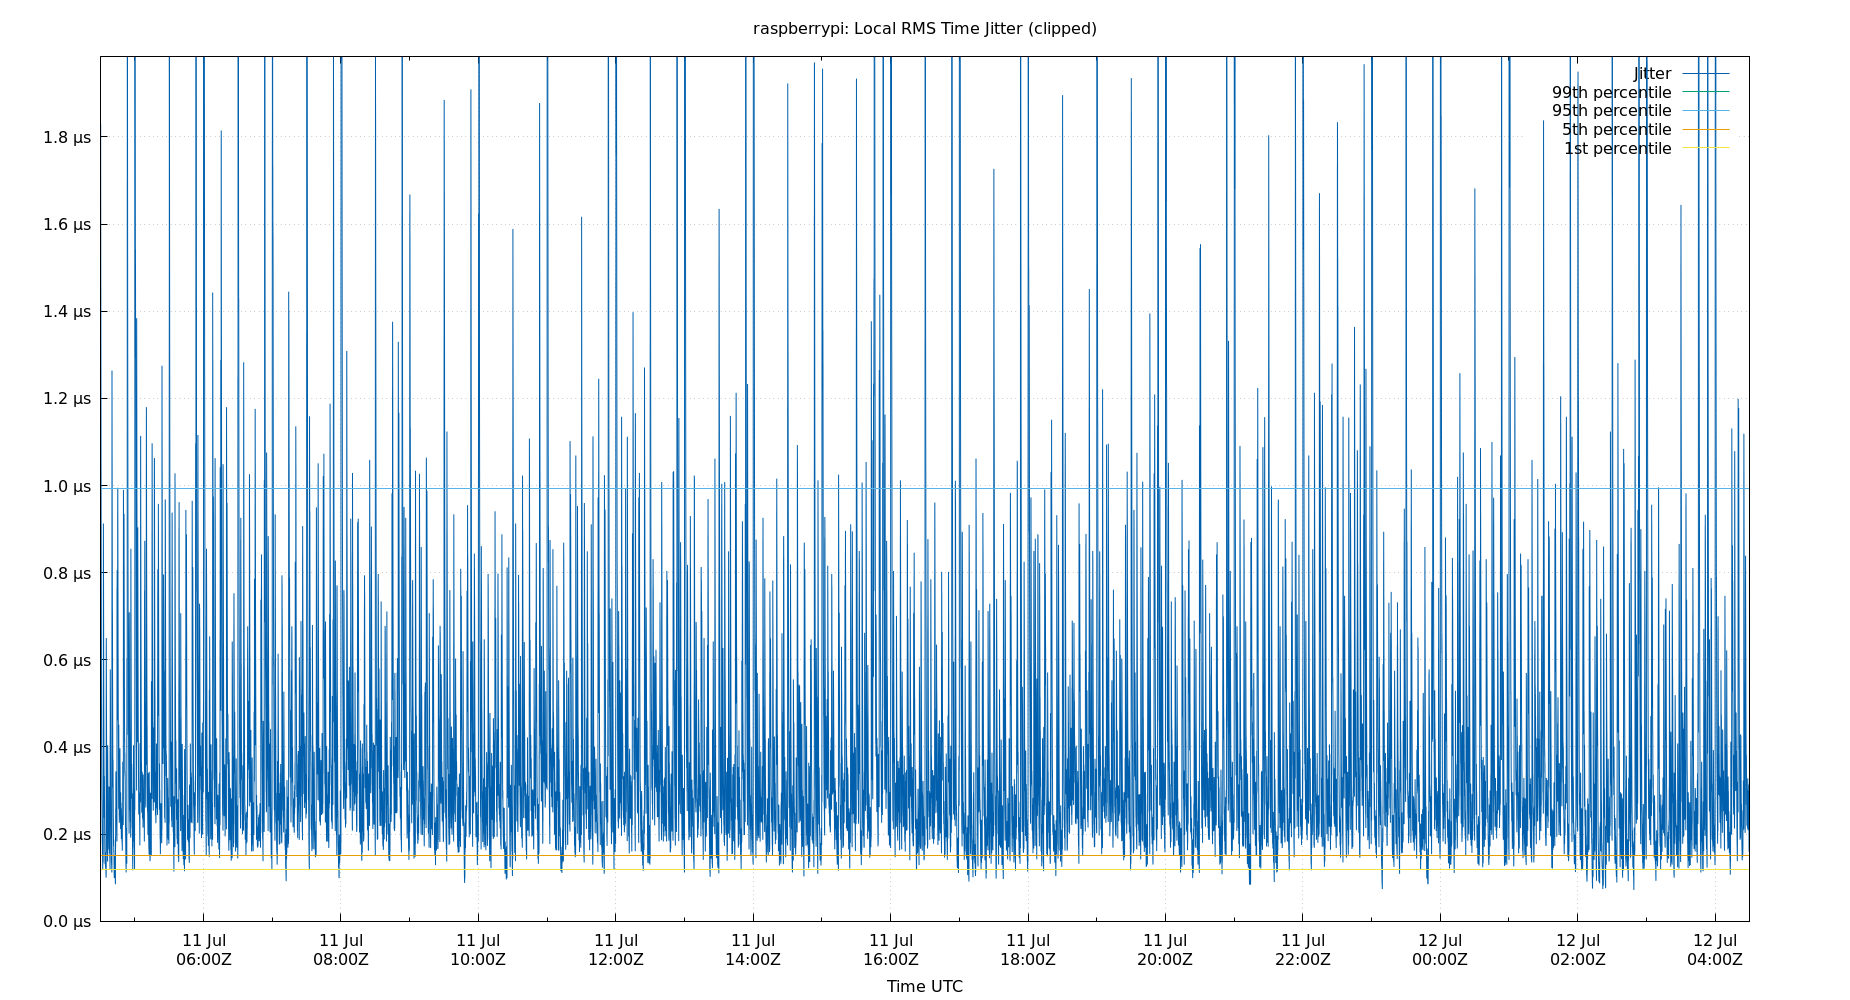 raspberrypi: Local RMS Time Jitter (clipped)
Jitter
99th percentile
95th percentile
5th percentile
1st percentile
1.8 µs
1.6 µs
1.4 µs
1.2 µs
1.0 µs
0.8 µs
0.6 µs
0.4 µs
0.2 µs
0.0 µs
11 Jul 11 Jul 11 Jul 11 Jul 11 Jul 11 Jul 11 Jul 11 Jul 11 Jul 12 Jul 12 Jul 12 Jul
06:00Z 08:00Z 10:00Z 12:00Z 14:00Z 16:00Z 18:00Z 20:00Z 22:00Z 00:00Z 02:00Z 04:00Z
Time UTC